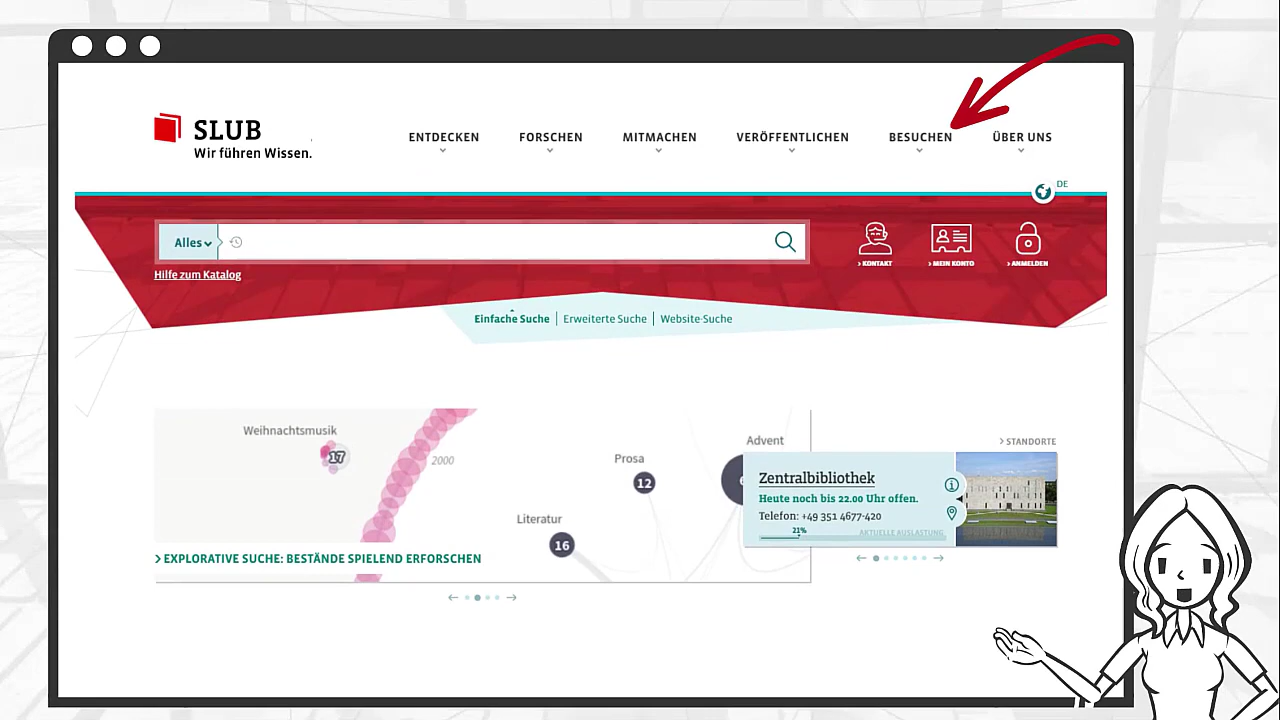 SLUB
Wir führen Wissen.
ENTDECKEN
FORSCHEN
MITMACHEN
VERÖFFENTLICHEN
BESUCHEN
ÜBER UNS
DE
Alles
Hilfe zum Katalog
KONTAKT
MEIN KONTO
ANMELDEN
Einfache Suche
Erweiterte Suche
Website-Suche
Weihnachtsmusik
17
2000
Prosa
12
Advent
Literatur
16
EXPLORATIVE SUCHE: BESTÄNDE SPIELEND ERFORSCHEN
STANDORTE
Zentralbibliothek
Heute noch bis 22.00 Uhr offen.
Telefon: +49 351 4677-420
21%
AKTUELLE AUSLASTUNG